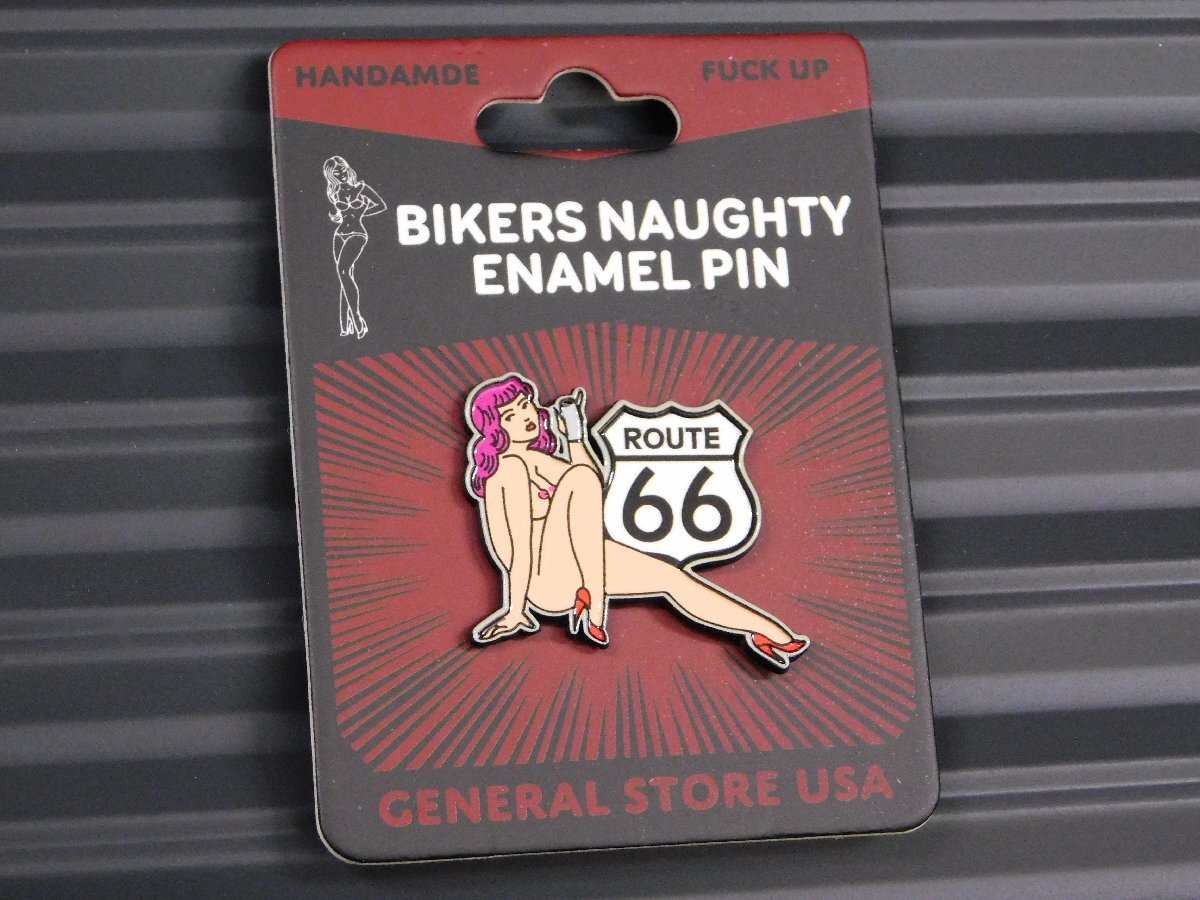 HANDAMDE
FUCK UP
BIKERS NAUGHTY
ENAMEL PIN
ROUTE
66
GENERAL STORE USA